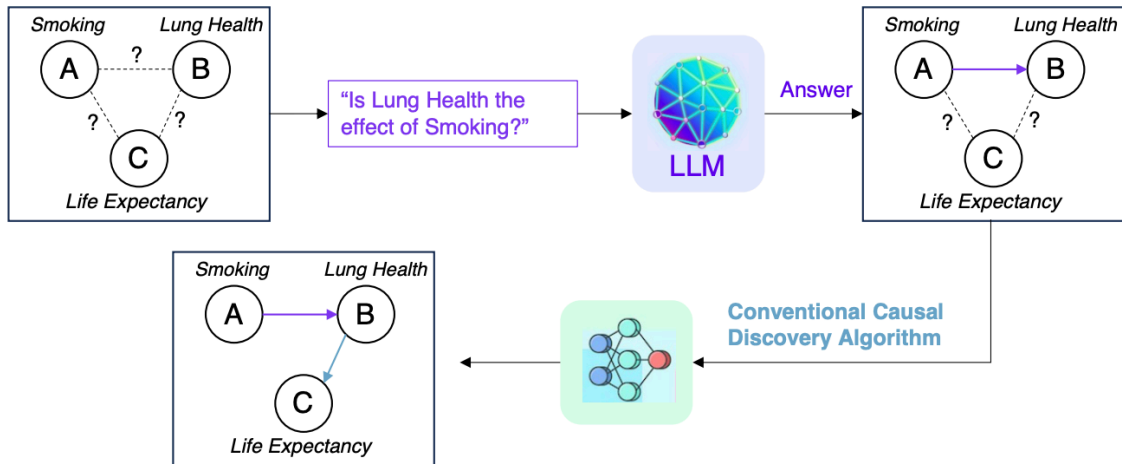 Smoking Lung Health
?
A B
? ?
C
Life Expectancy
“Is Lung Health the
effect of Smoking?”
LLM
Answer
Smoking Lung Health
A B
? ?
C
Life Expectancy
Conventional Causal
Discovery Algorithm
Smoking Lung Health
A B
C
Life Expectancy